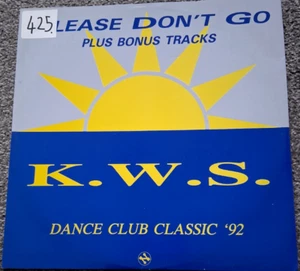 425
LEASE DON'T GO
PLUS BONUS TRACKS
K.W.S.
DANCE CLUB CLASSIC '92